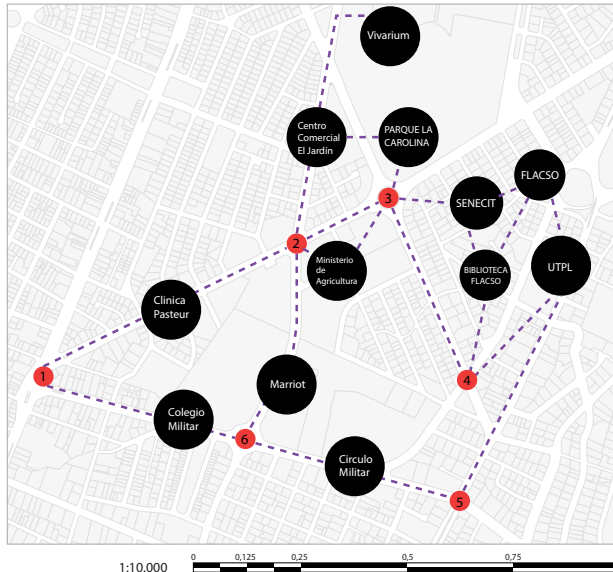 Vivarium
Centro
Comercial
El Jardín
PARQUE LA
CAROLINA
FLACSO
3
SENECIT
2
Ministerio
de
Agricultura
BIBLIOTECA
FLACSO
UTPL
Clinica
Pasteur
1
Marriot
4
Colegio
Militar
6
Circulo
Militar
5
1:10.000
0 0,125 0,25 0,5 0,75